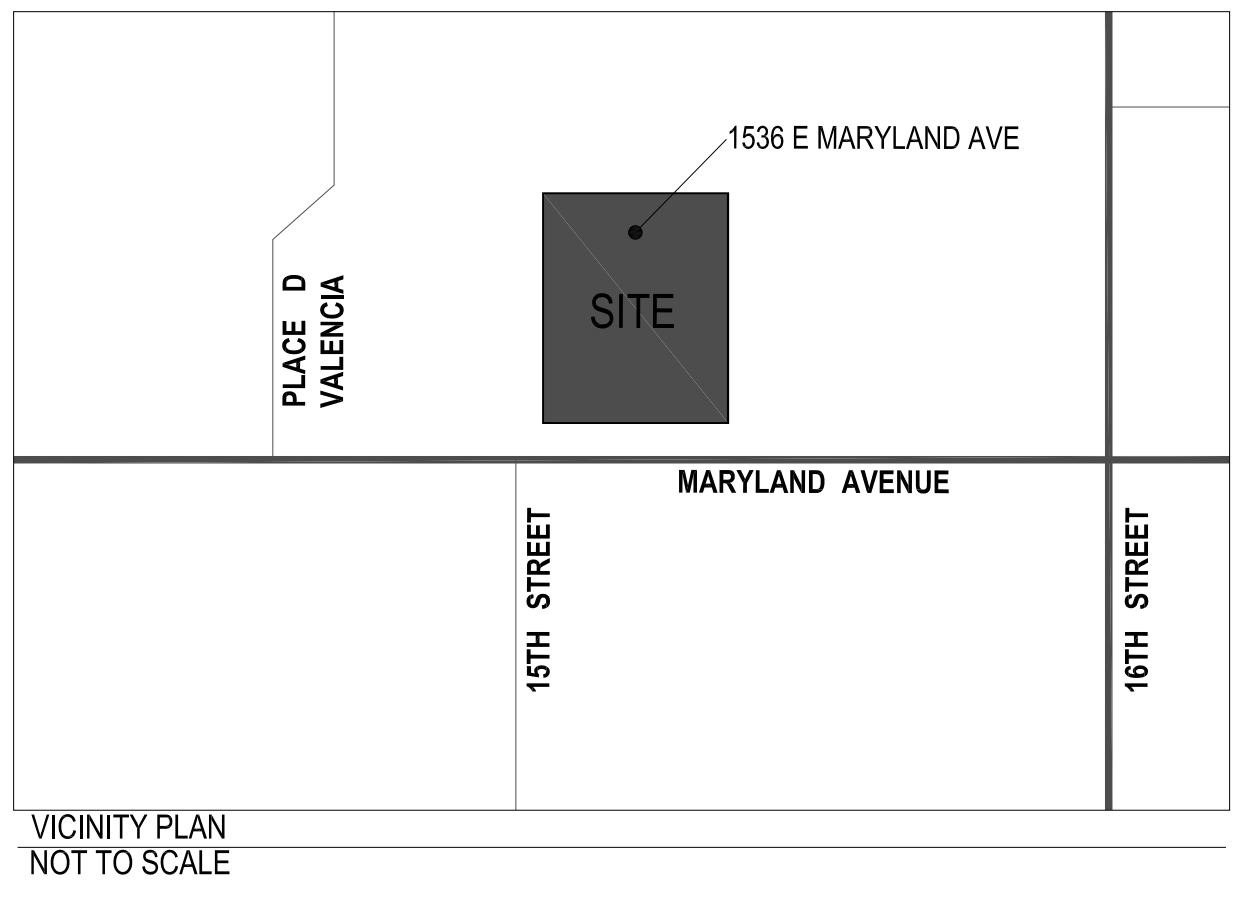 1536 E MARYLAND AVE
SITE
PLACE D
VALENCIA
MARYLAND AVENUE
15TH STREET
16TH STREET
VICINITY PLAN
NOT TO SCALE